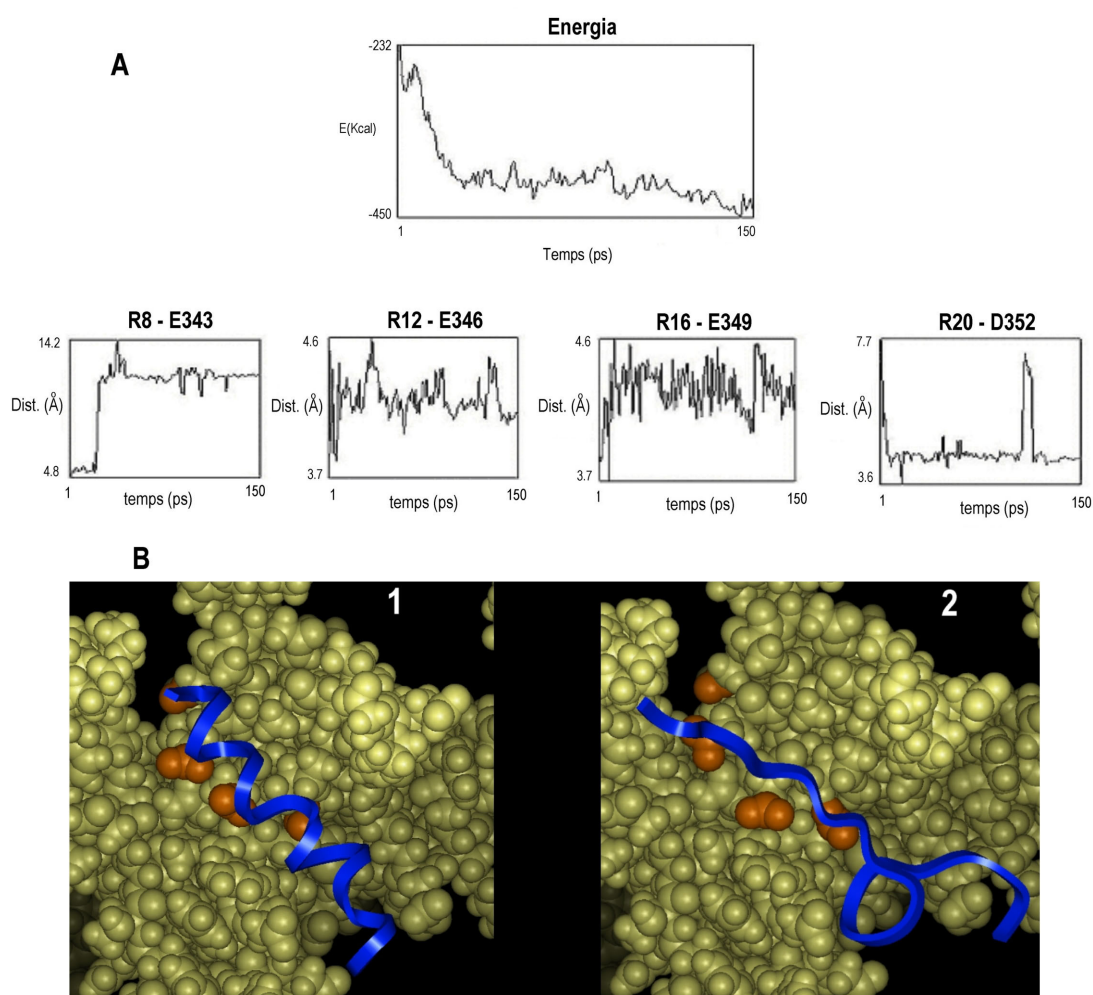 Energia
A
-232
E(Kcal)
-450
1
150
Temps (ps)
R8 - E343
14.2
Dist. (Å)
4.8
1
150
temps (ps)
R12 - E346
4.6
Dist. (Å)
3.7
1
150
temps (ps)
R16 - E349
4.6
Dist. (Å)
3.7
1
150
temps (ps)
R20 - D352
7.7
Dist. (Å)
3.6
1
150
temps (ps)
B
1
2